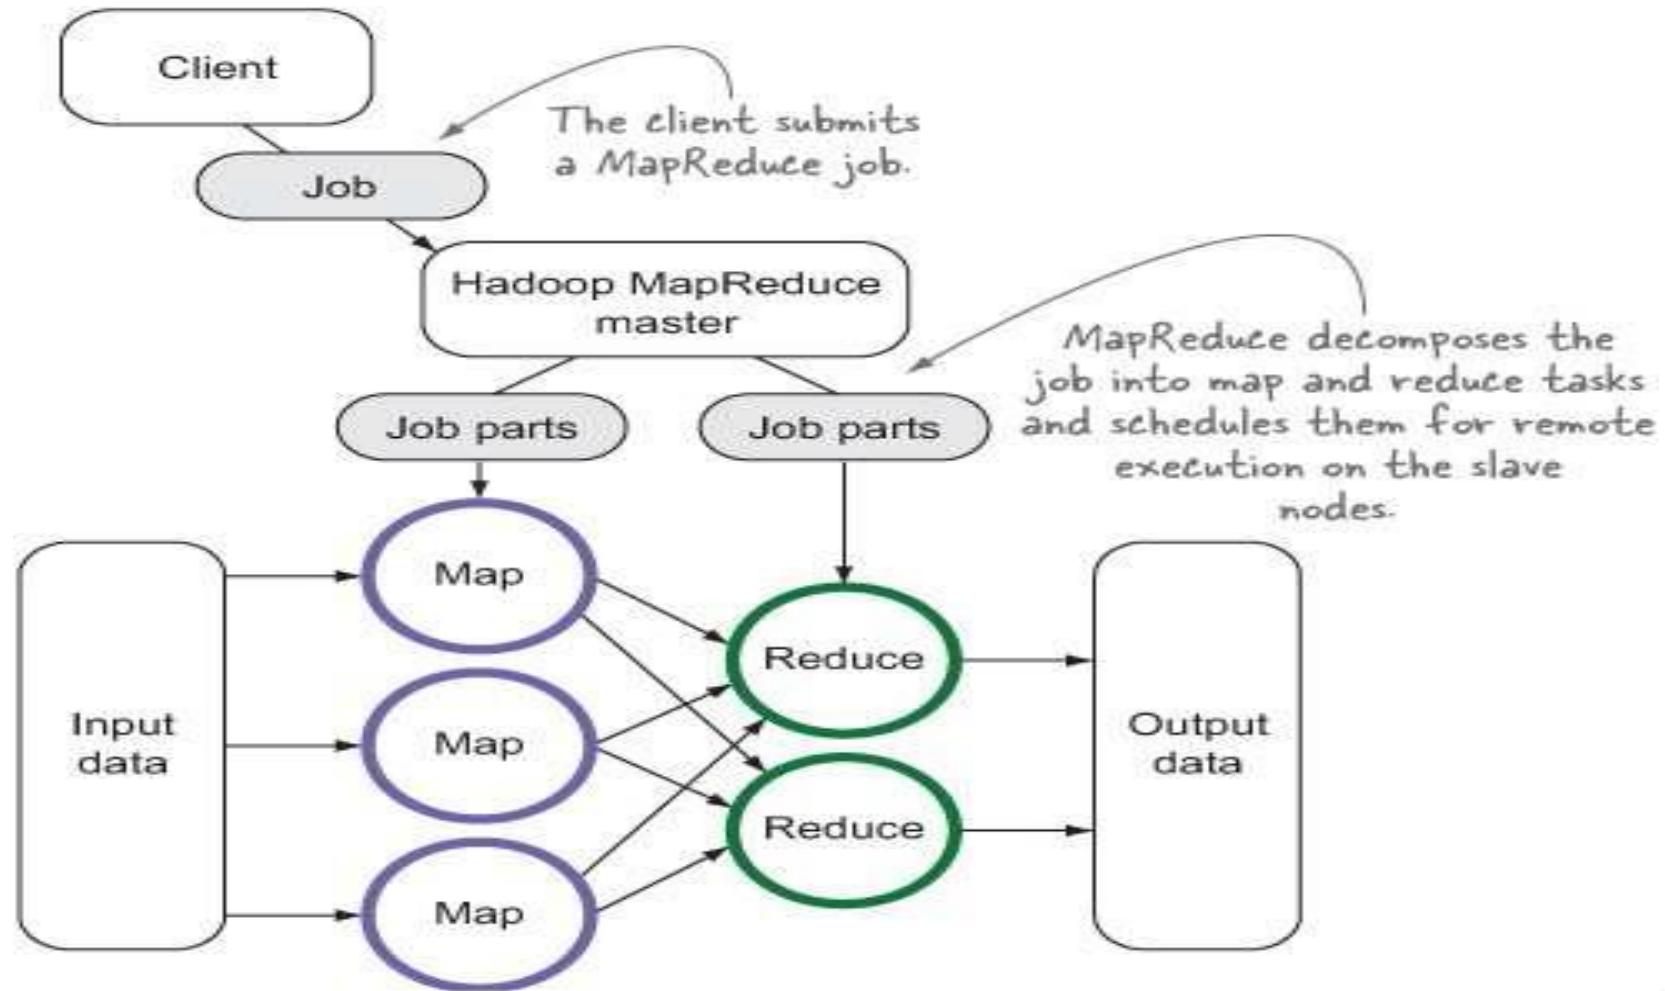 Client
The client submits
a MapReduce job.
Job
Hadoop MapReduce
master
MapReduce decomposes the
job into map and reduce tasks
and schedules them for remote
execution on the slave
nodes.
Job parts
Job parts
Map
Map
Map
Reduce
Reduce
Input
data
Output
data